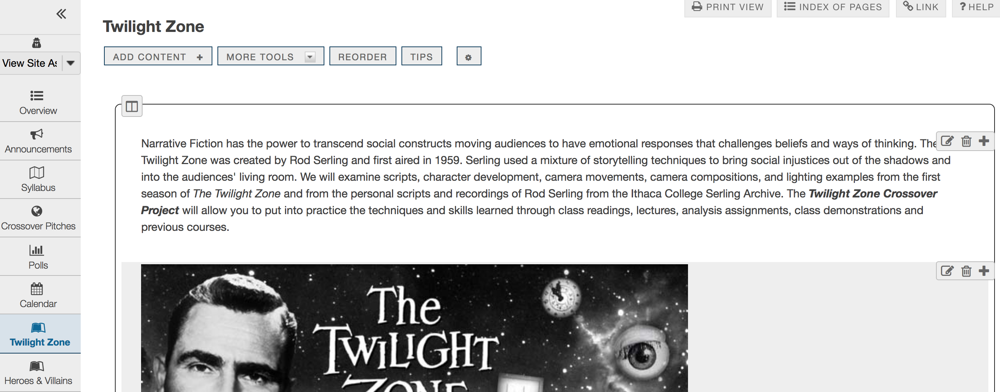 PRINT VIEW
INDEX OF PAGES
LINK
? HELP
Twilight Zone
ADD CONTENT
MORE TOOLS
REORDER
TIPS
View Site As
Overview
Announcements
Syllabus
Crossover Pitches
Polls
Calendar
Twilight Zone
Heroes & Villains
Narrative Fiction has the power to transcend social constructs moving audiences to have emotional responses that challenges beliefs and ways of thinking. The
Twilight Zone was created by Rod Serling and first aired in 1959. Serling used a mixture of storytelling techniques to bring social injustices out of the shadows and
into the audiences' living room. We will examine scripts, character development, camera movements, camera compositions, and lighting examples from the first
season of The Twilight Zone and from the personal scripts and recordings of Rod Serling from the Ithaca College Serling Archive. The Twilight Zone Crossover
Project will allow you to put into practice the techniques and skills learned through class readings, lectures, analysis assignments, class demonstrations and
previous courses.
The
TWILIGHT
ZONE